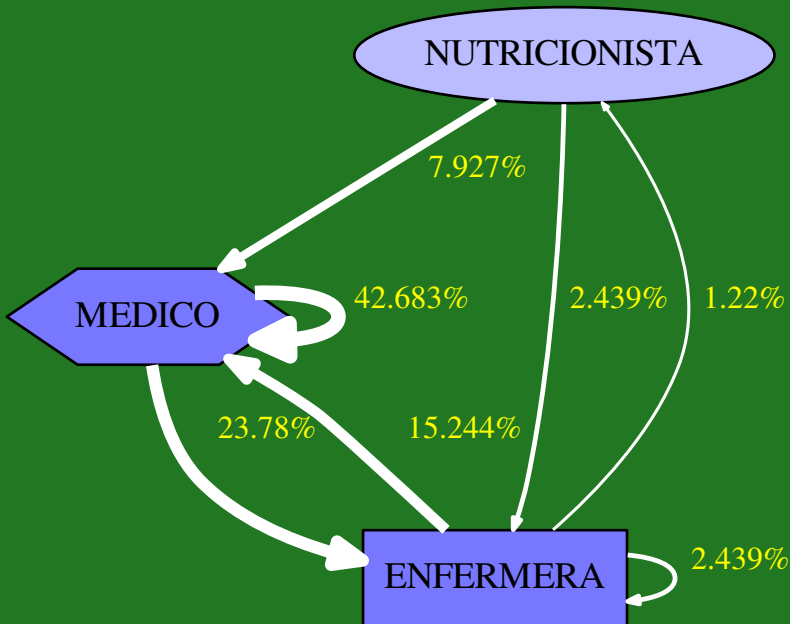 NUTRICIONISTA
7.927%
MEDICO
42.683%
2.439%
1.22%
23.78%
15.244%
ENFERMERA
2.439%